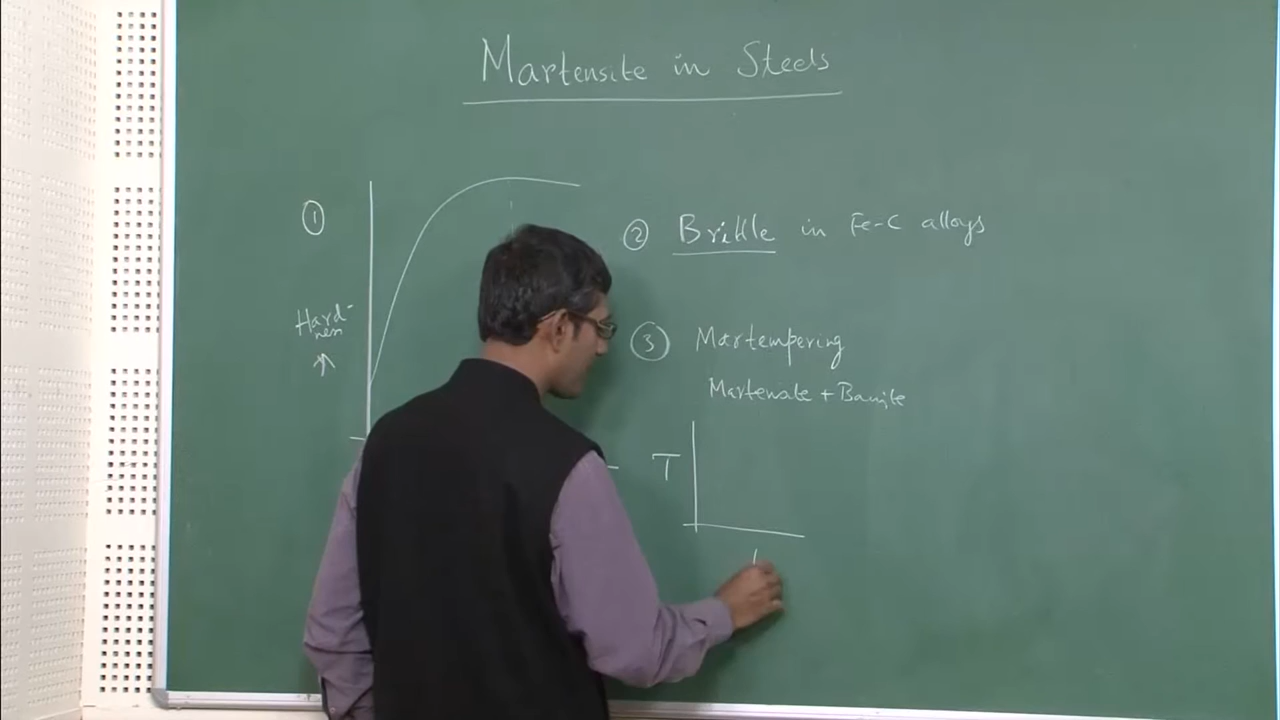 Martensite in Steels
①
Hard-
ness
② Brittle in Fe-C alloys
③ Martempering
Martensite + Bainite
T